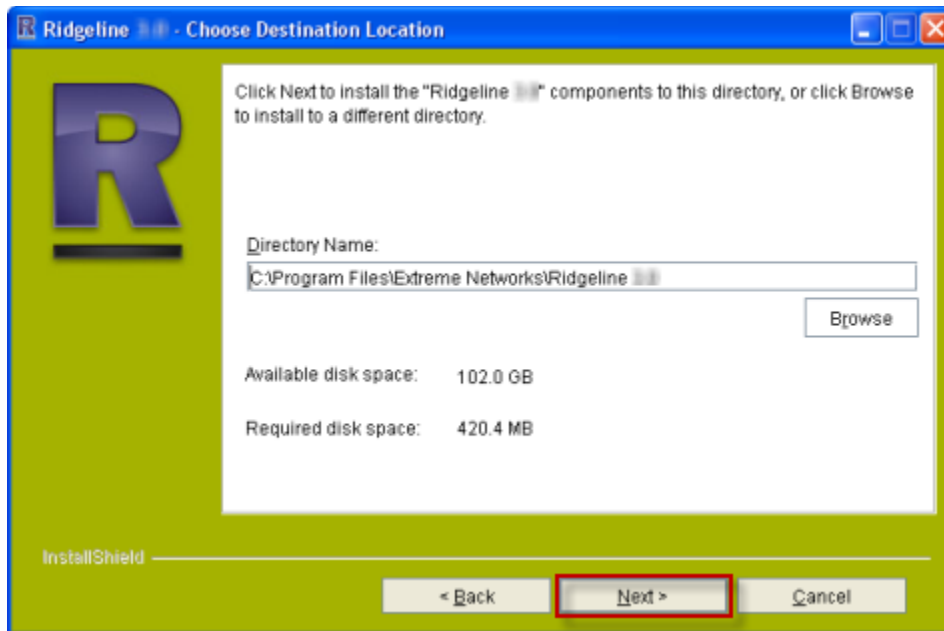 Ridgeline - Choose Destination Location
Click Next to install the "Ridgeline " components to this directory, or click Browse
to install to a different directory.
R
Directory Name:
C:\Program Files\Extreme Networks\Ridgeline
Browse
Available disk space: 102.0 GB
Required disk space: 420.4 MB
InstallShield
< Back Next > Cancel